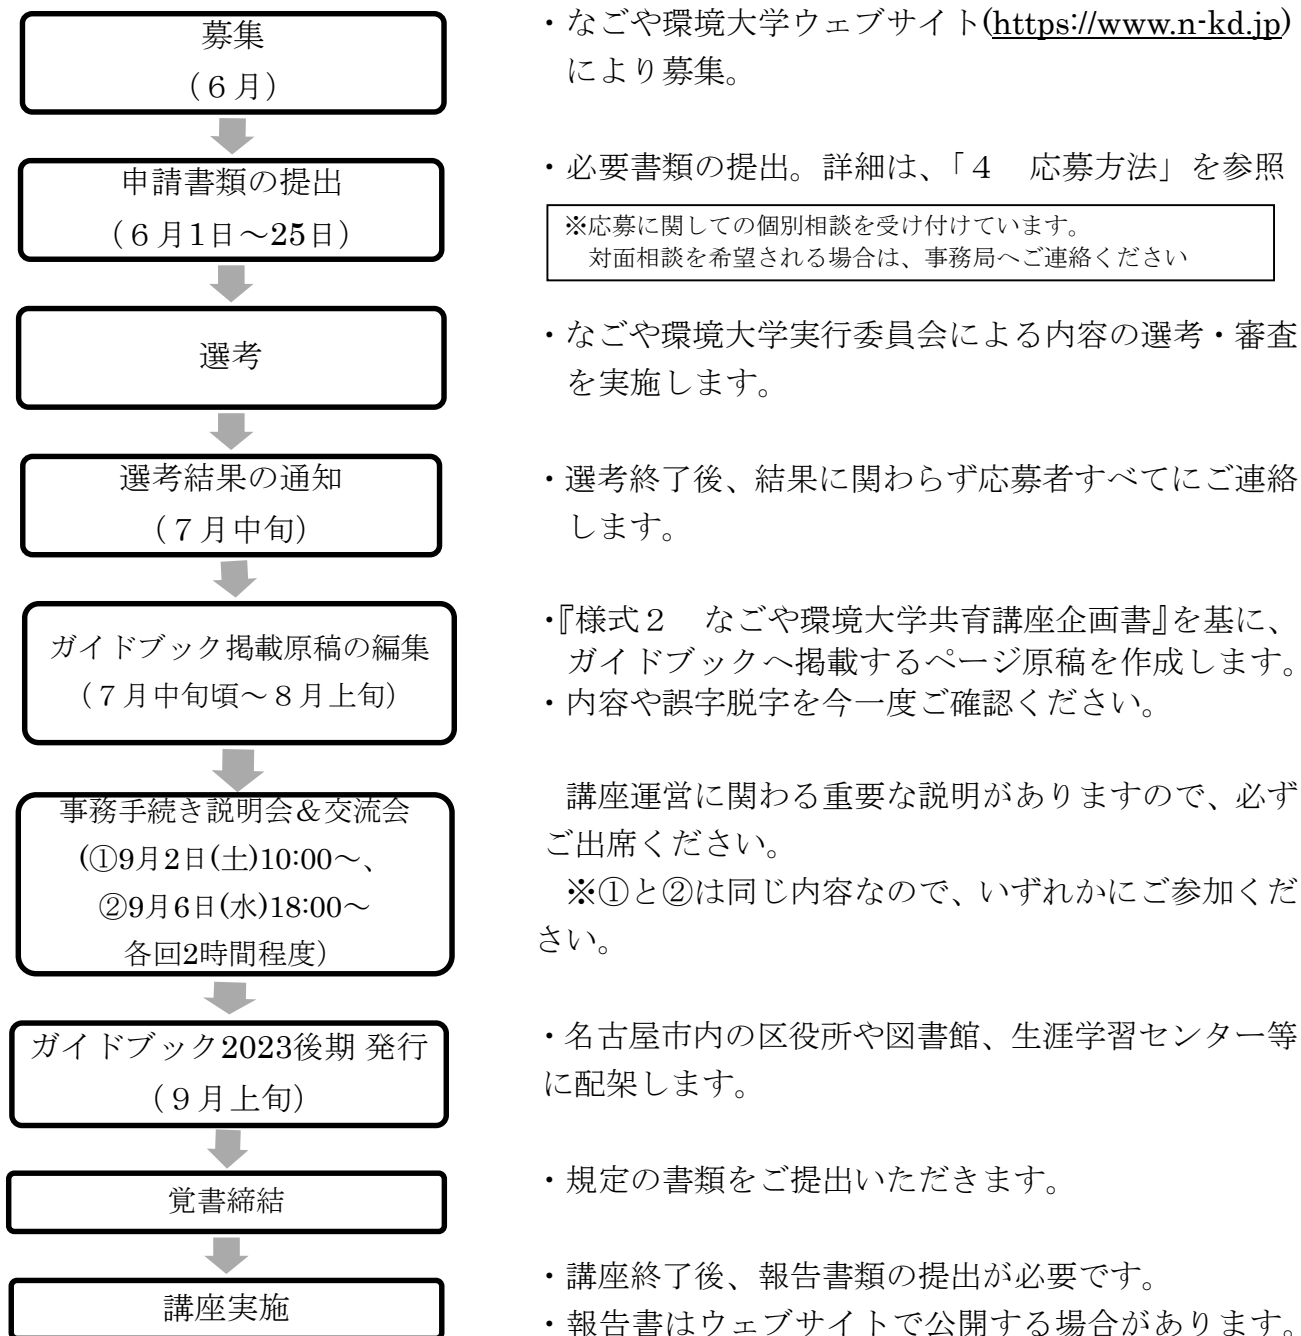 募集
（６月）
・なごや環境大学ウェブサイト(https://www.n-kd.jp)
により募集。
申請書類の提出
（６月1日～25日）
・必要書類の提出。詳細は、「４　応募方法」を参照
※応募に関しての個別相談を受け付けています。
対面相談を希望される場合は、事務局へご連絡ください
選考
・なごや環境大学実行委員会による内容の選考・審査
を実施します。
選考結果の通知
（７月中旬）
・選考終了後、結果に関わらず応募者すべてにご連絡
します。
ガイドブック掲載原稿の編集
（７月中旬頃～８月上旬）
・『様式２　なごや環境大学共育講座企画書』を基に、
ガイドブックへ掲載するページ原稿を作成します。
・内容や誤字脱字を今一度ご確認ください。
事務手続き説明会＆交流会
(①9月2日(土)10:00～、
②9月6日(水)18:00～
各回2時間程度）
講座運営に関わる重要な説明がありますので、必ず
ご出席ください。
※①と②は同じ内容なので、いずれかにご参加くだ
さい。
ガイドブック2023後期 発行
（９月上旬）
・名古屋市内の区役所や図書館、生涯学習センター等
に配架します。
覚書締結
・規定の書類をご提出いただきます。
講座実施
・講座終了後、報告書類の提出が必要です。
・報告書はウェブサイトで公開する場合があります。